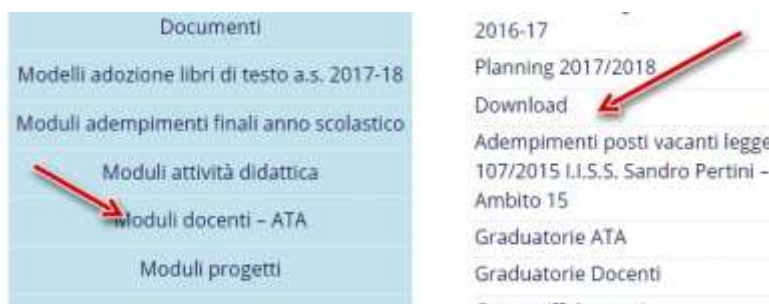 Documenti
Modelli adozione libri di testo a.s. 2017-18
Moduli adempimenti finali anno scolastico
Moduli attività didattica
Moduli docenti – ATA
Moduli progetti
2016-17
Planning 2017/2018
Download
Adempimenti posti vacanti legge
107/2015 I.I.S.S. Sandro Pertini –
Ambito 15
Graduatorie ATA
Graduatorie Docenti